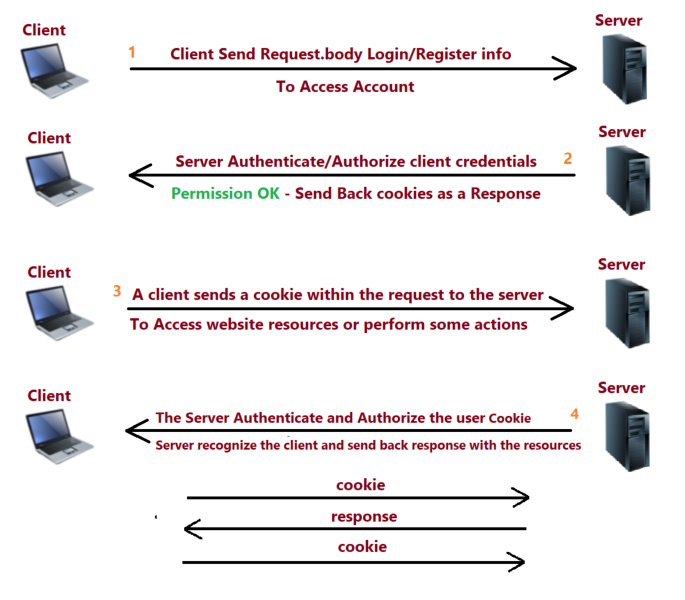 Client
Server
1
Client Send Request.body Login/Register info
To Access Account
Client
Server
Server Authenticate/Authorize client credentials
2
Permission OK - Send Back cookies as a Response
Client
Server
3
A client sends a cookie within the request to the server
To Access website resources or perform some actions
Client
Server
The Server Authenticate and Authorize the user Cookie
4
Server recognize the client and send back response with the resources
cookie
response
cookie